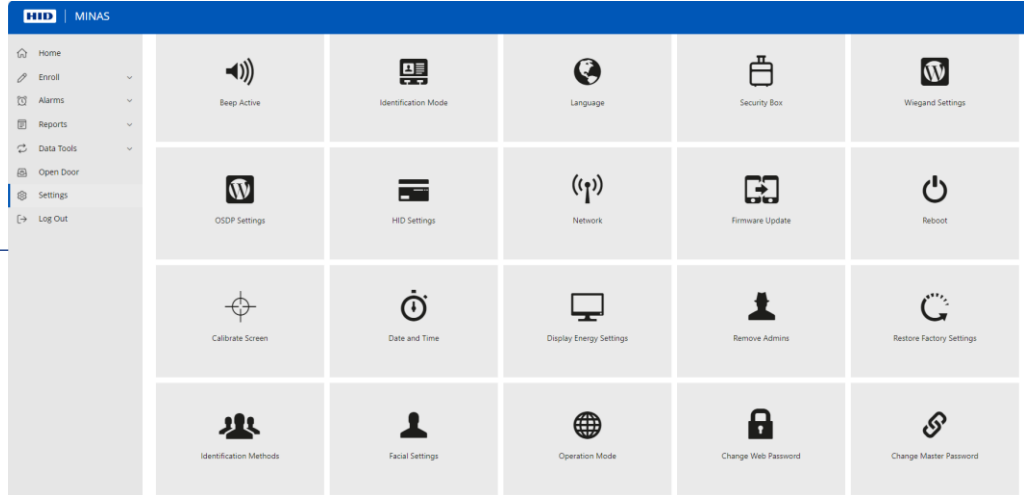 HID | MINAS
Home
Enroll
Alarms
Reports
Data Tools
Open Door
Settings
Log Out
Beep Active
Identification Mode
Language
Security Box
Wiegand Settings
OSDP Settings
HID Settings
Network
Firmware Update
Reboot
Calibrate Screen
Date and Time
Display Energy Settings
Remove Admins
Restore Factory Settings
Identification Methods
Facial Settings
Operation Mode
Change Web Password
Change Master Password